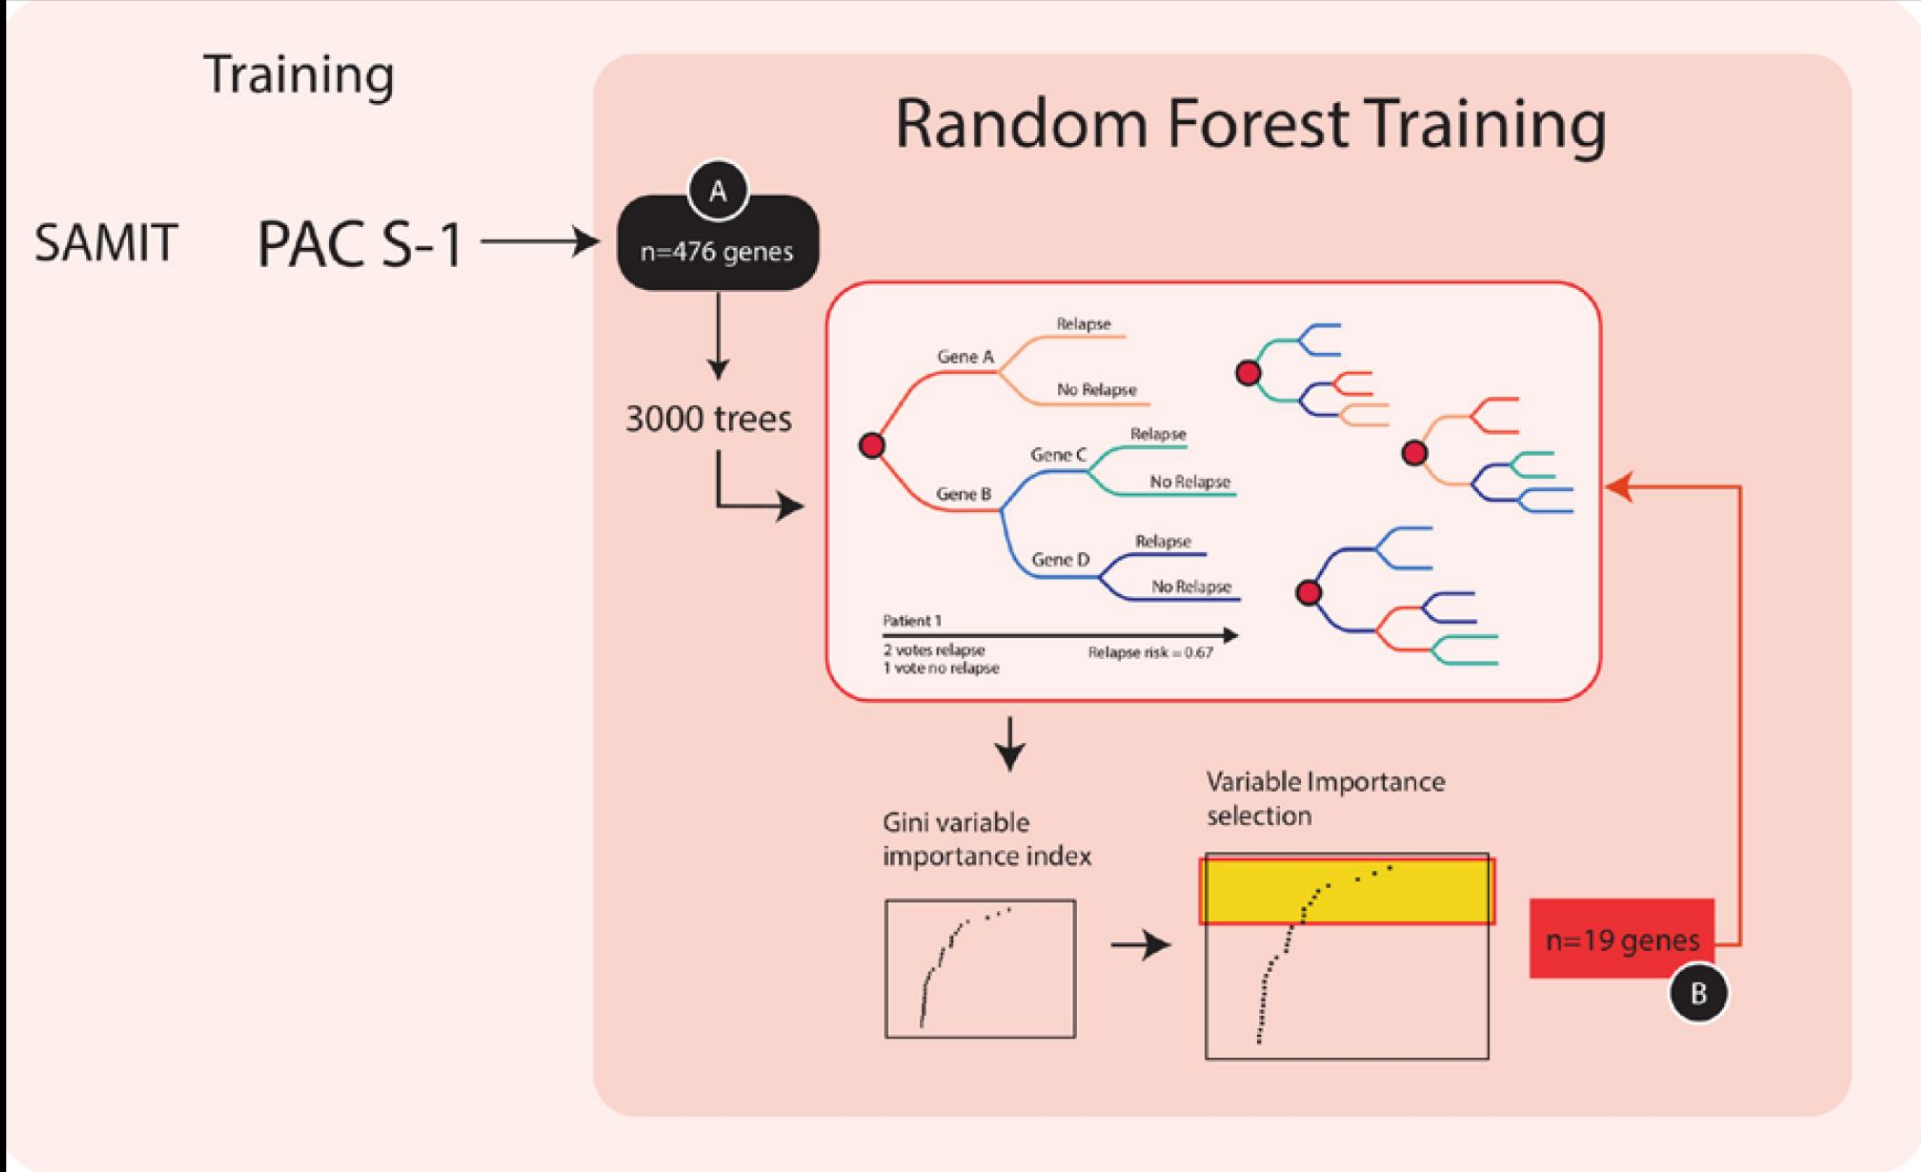 Training
Random Forest Training
SAMIT
PAC S-1
A
n=476 genes
3000 trees
Gene A
Relapse
No Relapse
Gene B
Gene C
Relapse
No Relapse
Gene D
Relapse
No Relapse
Patient 1
2 votes relapse
1 vote no relapse
Relapse risk = 0.67
Gini variable
importance index
Variable Importance
selection
n=19 genes
B